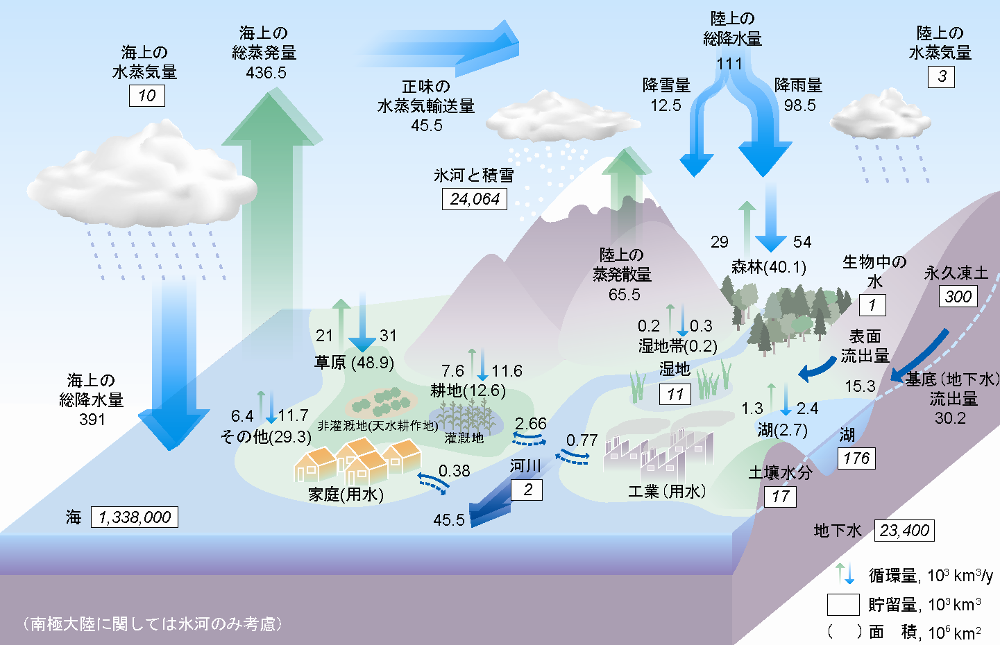 海上の
水蒸気量
10
海上の
総蒸発量
436.5
正味の
水蒸気輸送量
45.5
陸上の
総降水量
111
降雪量
12.5
降雨量
98.5
陸上の
水蒸気量
3
氷河と積雪
24,064
陸上の
蒸発散量
65.5
29
54
森林(40.1)
生物中の
水
1
永久凍土
300
表面
流出量
15.3
基底(地下水)
流出量
30.2
0.2
0.3
湿地帯(0.2)
湿地
11
21
31
草原 (48.9)
7.6
11.6
耕地(12.6)
海上の
総降水量
391
6.4
11.7
その他(29.3)
非灌漑地(天水耕作地)
灌漑地
2.66
0.77
1.3
2.4
湖(2.7)
湖
176
0.38
家庭(用水)
河川
2
45.5
工業(用水)
土壌水分
17
海
1,338,000
地下水
23,400
循環量, 10³ km³/y
貯留量, 10³ km³
( ) 面 積, 10⁶ km²
(南極大陸に関しては氷河のみ考慮)